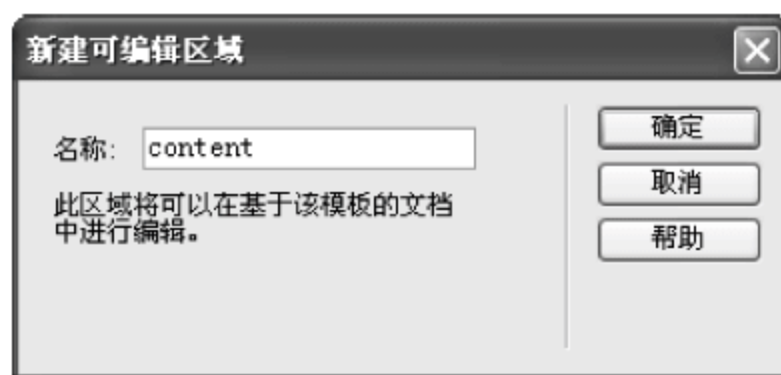 新建可编辑区域
名称: content
此区域将可以在基于该模板的文档
中进行编辑。
确定
取消
帮助